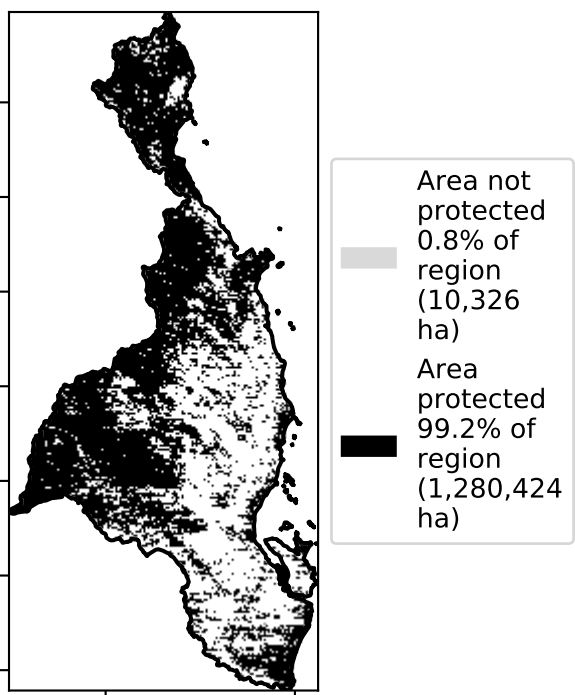 Area not
protected
0.8% of
region
(10,326
ha)
Area
protected
99.2% of
region
(1,280,424
ha)